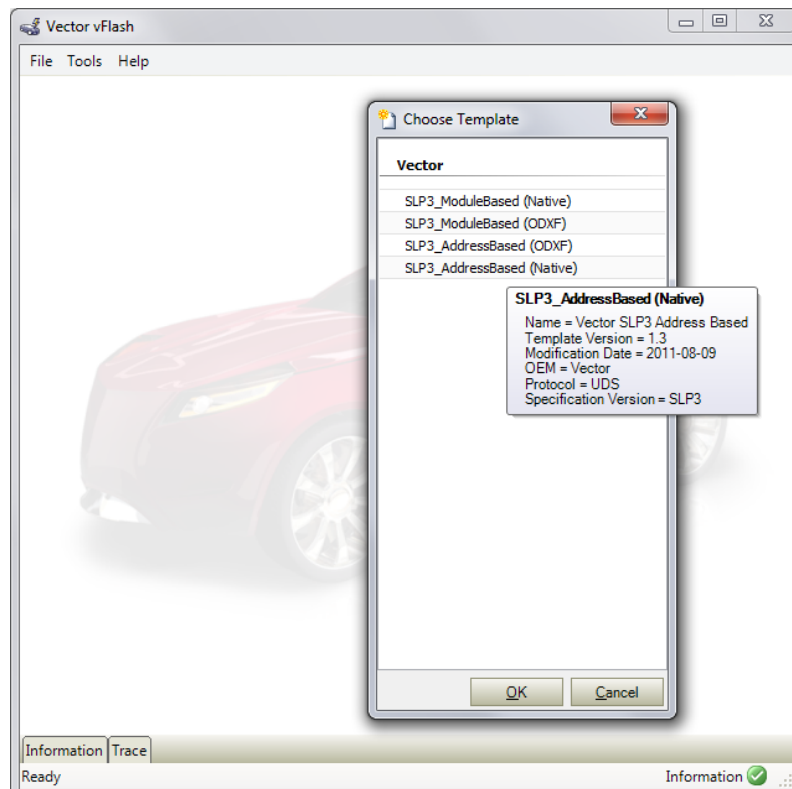 Vector vFlash
File Tools Help
Choose Template
Vector
SLP3_ModuleBased (Native)
SLP3_ModuleBased (ODXF)
SLP3_AddressBased (ODXF)
SLP3_AddressBased (Native)
SLP3_AddressBased (Native)
Name = Vector SLP3 Address Based
Template Version = 1.3
Modification Date = 2011-08-09
OEM = Vector
Protocol = UDS
Specification Version = SLP3
OK Cancel
Information Trace
Ready Information